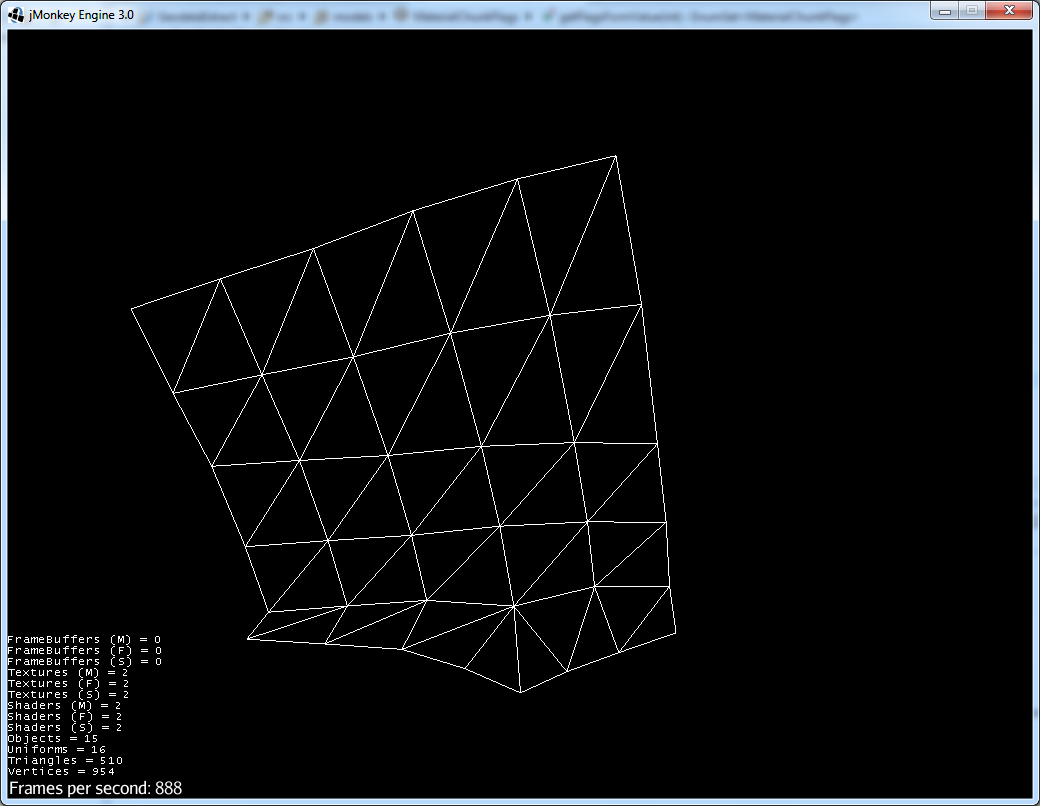 jMonkey Engine 3.0
FrameBuffers (M) = 0
FrameBuffers (F) = 0
FrameBuffers (S) = 0
Textures (M) = 2
Textures (F) = 2
Textures (S) = 2
Shaders (M) = 2
Shaders (F) = 2
Shaders (S) = 2
Objects = 15
Uniforms = 16
Triangles = 510
Vertices = 954
Frames per second: 888